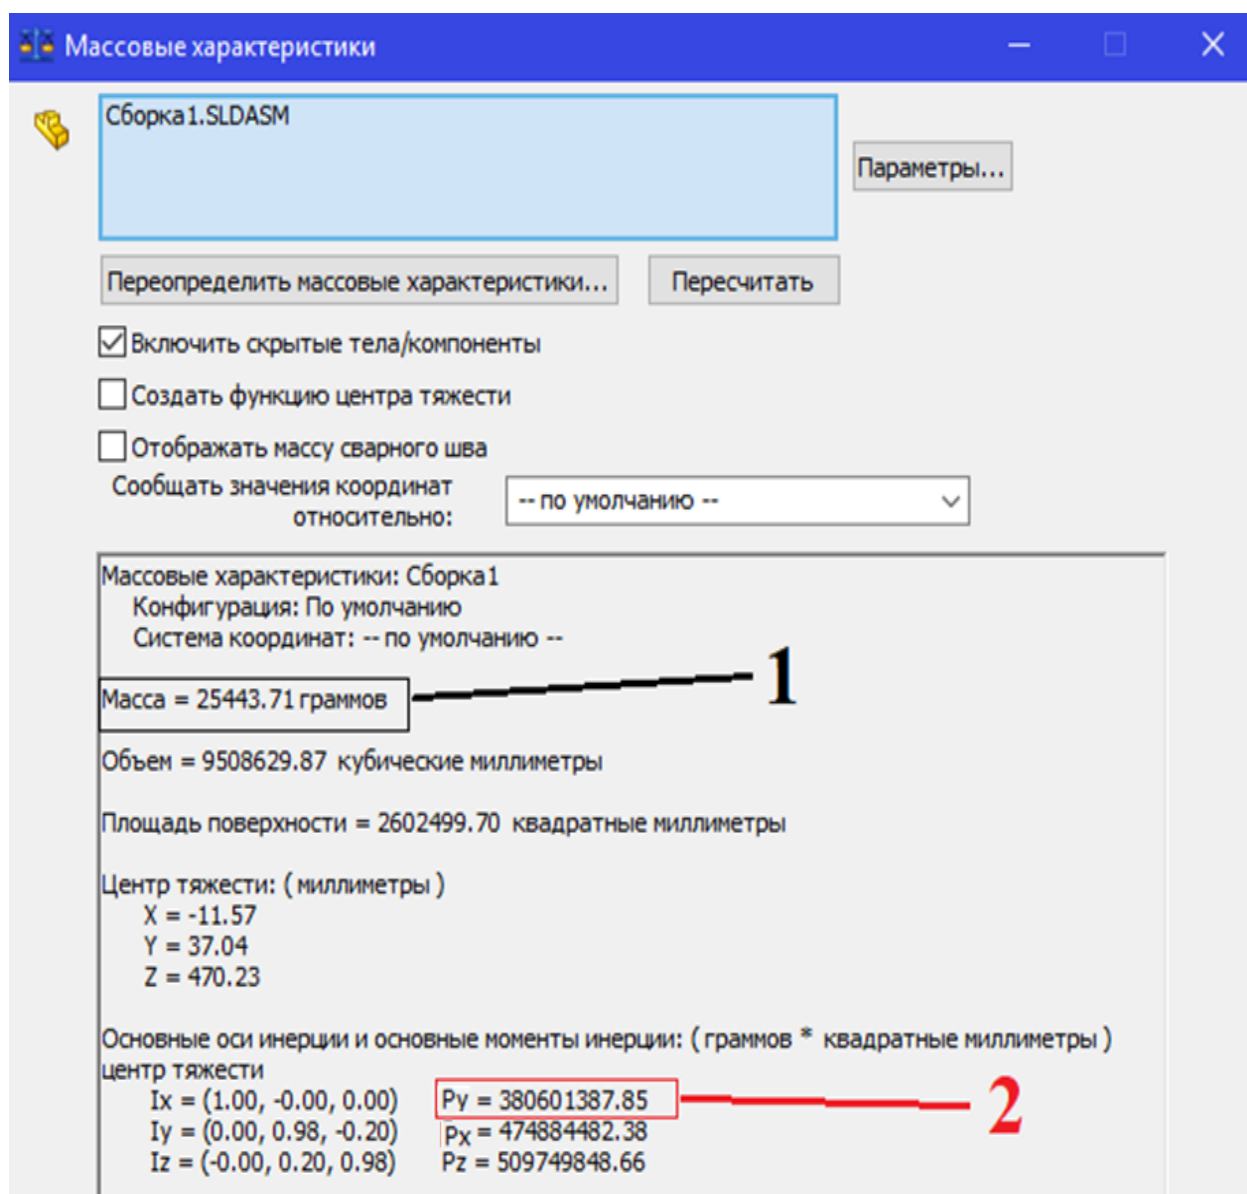 Массовые характеристики
Сборка1.SLDASM
Параметры...
Переопределить массовые характеристики...
Пересчитать
Включить скрытые тела/компоненты
Создать функцию центра тяжести
Отображать массу сварного шва
Сообщать значения координат
относительно:
-- по умолчанию --
Массовые характеристики: Сборка1
Конфигурация: По умолчанию
Система координат: -- по умолчанию --
1
Масса = 25443.71 граммов
Объем = 9508629.87 кубические миллиметры
Площадь поверхности = 2602499.70 квадратные миллиметры
Центр тяжести: ( миллиметры )
X = -11.57
Y = 37.04
Z = 470.23
Основные оси инерции и основные моменты инерции: ( граммов * квадратные миллиметры )
центр тяжести
Ix = (1.00, -0.00, 0.00) Py = 380601387.85 2
Iy = (0.00, 0.98, -0.20) Px = 474884482.38
Iz = (-0.00, 0.20, 0.98) Pz = 509749848.66